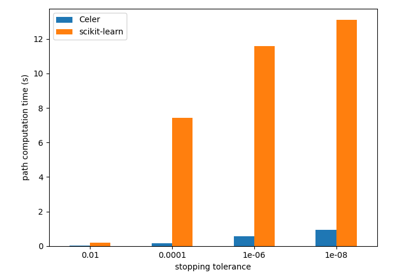 Celer
scikit-learn
path computation time (s)
12
10
8
6
4
2
0
0.01 0.0001 1e-06 1e-08
stopping tolerance